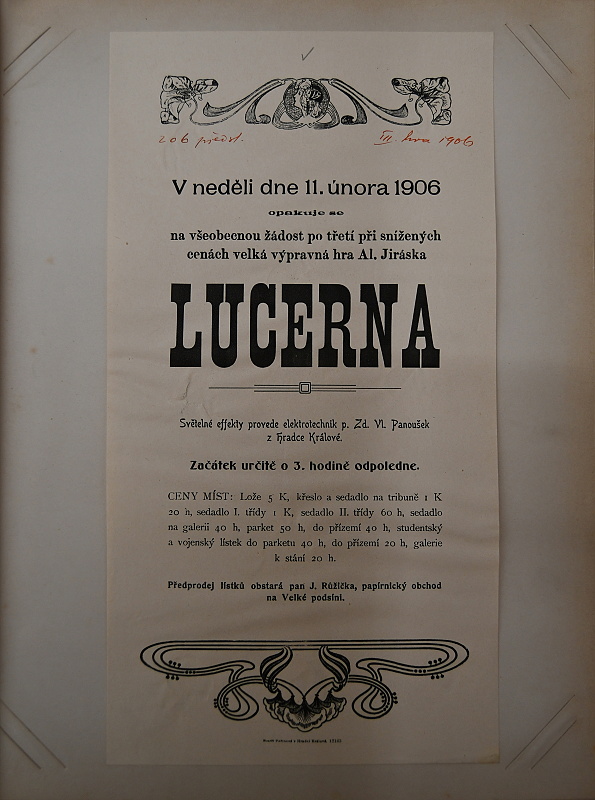 206 předst. III. hra 1906
V neděli dne 11. února 1906
opakuje se
na všeobecnou žádost po třetí při snížených
cenách velká výpravná hra Al. Jiráska
LUCERNA
Světelné effekty provede elektrotechnik p. Zd. Vl. Panoušek
z Hradce Králové.
Začátek určitě o 3. hodině odpoledne.
CENY MÍST: Lože 5 K, křeslo a sedadlo na tribuně 1 K
20 h, sedadlo I. třídy 1 K, sedadlo II. třídy 60 h, sedadlo
na galerii 40 h, parket 50 h, do přízemí 40 h, studentský
a vojenský lístek do parketu 40 h, do přízemí 20 h, galerie
k stání 20 h.
Předprodej lístků obstará pan J. Růžička, papírnický obchod
na Velké podsíni.